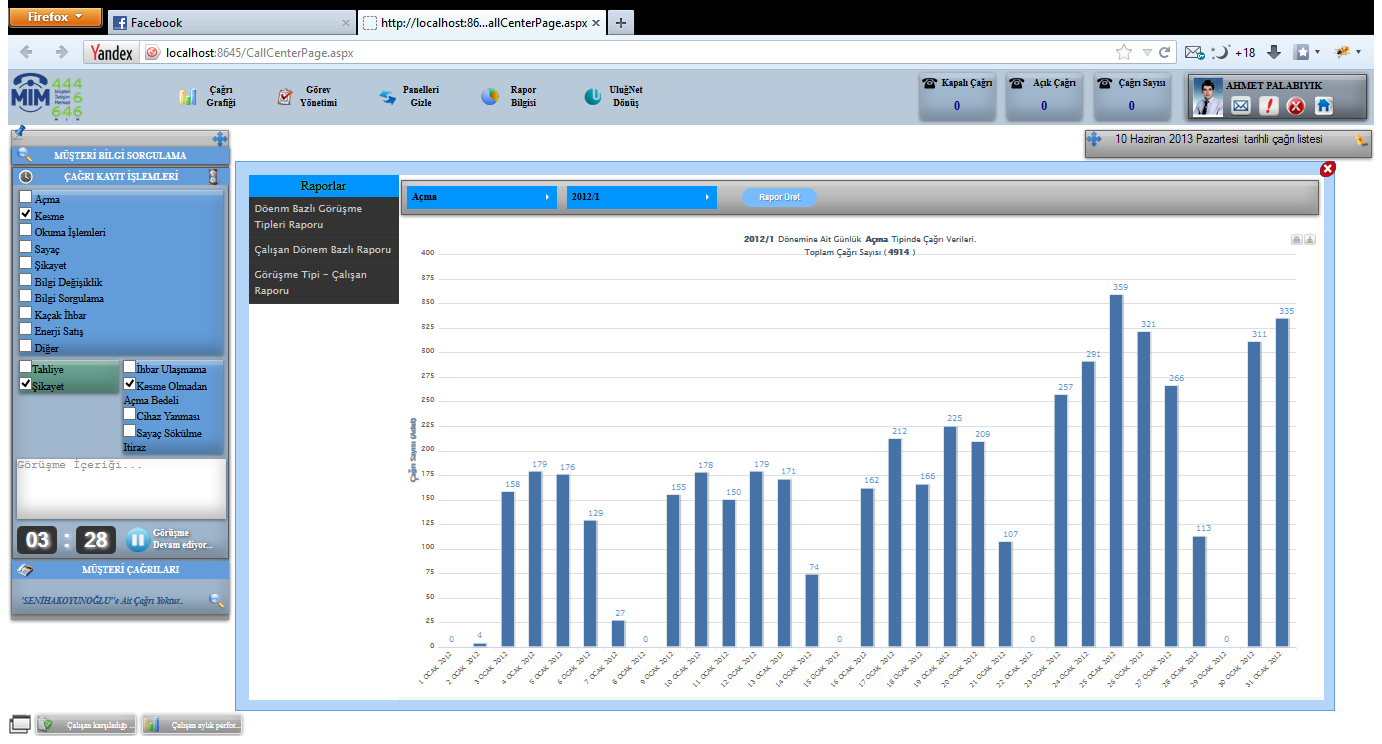 Firefox
Facebook
http://localhost:86...allCenterPage.aspx
Yandex
localhost:8645/CallCenterPage.aspx
+18
MIM
444
6
646
Müşteri
İletişim
Merkezi
Çağrı
Grafiği
Görev
Yönetimi
Panelleri
Gizle
Rapor
Bilgisi
UluğNet
Dönüş
Kapalı Çağrı
0
Açık Çağrı
0
Çağrı Sayısı
0
AHMET PALABIYIK
10 Haziran 2013 Pazartesi tarihli çağrı listesi
MÜŞTERİ BİLGİ SORGULAMA
ÇAĞRI KAYIT İŞLEMLERİ
Açma
Kesme
Okuma İşlemleri
Sayaç
Şikayet
Bilgi Değişiklik
Bilgi Sorgulama
Kaçak İhbar
Enerji Satış
Diğer
Tahliye
Şikayet
İhbar Ulaşmama
Kesme Olmadan
Açma Bedeli
Cihaz Yanması
Sayaç Sökülme
Itiraz
Görüşme İçeriği...
03 : 28
Görüşme
Devam ediyor...
MÜŞTERİ ÇAĞRILARI
"SENİHAKOYUNOĞLU"e Ait Çağrı Yoktur..
Raporlar
Döenm Bazlı Görüşme
Tipleri Raporu
Çalışan Dönem Bazlı Raporu
Görüşme Tipi - Çalışan
Raporu
Açma
2012/1
Rapor Üret
2012/1 Dönemine Ait Günlük Açma Tipinde Çağrı Verileri.
Toplam Çağrı Sayısı ( 4914 )
Çağrı Sayısı (Adet)
400
375
350
325
300
275
250
225
200
175
150
125
100
75
50
25
0
0
4
158
179
176
129
27
0
155
178
150
179
171
74
0
162
212
166
225
209
107
0
257
291
359
321
266
113
0
311
335
1 OCAK 2012
2 OCAK 2012
3 OCAK 2012
4 OCAK 2012
5 OCAK 2012
6 OCAK 2012
7 OCAK 2012
8 OCAK 2012
9 OCAK 2012
10 OCAK 2012
11 OCAK 2012
12 OCAK 2012
13 OCAK 2012
14 OCAK 2012
15 OCAK 2012
16 OCAK 2012
17 OCAK 2012
18 OCAK 2012
19 OCAK 2012
20 OCAK 2012
21 OCAK 2012
22 OCAK 2012
23 OCAK 2012
24 OCAK 2012
25 OCAK 2012
26 OCAK 2012
27 OCAK 2012
28 OCAK 2012
29 OCAK 2012
30 OCAK 2012
31 OCAK 2012
Çalışan karşıladığı ...
Çalışan aylık perfor...